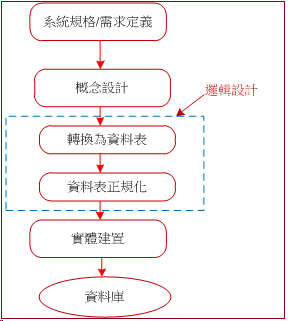 系統規格/需求定義
概念設計
邏輯設計
轉換為資料表
資料表正規化
實體建置
資料庫